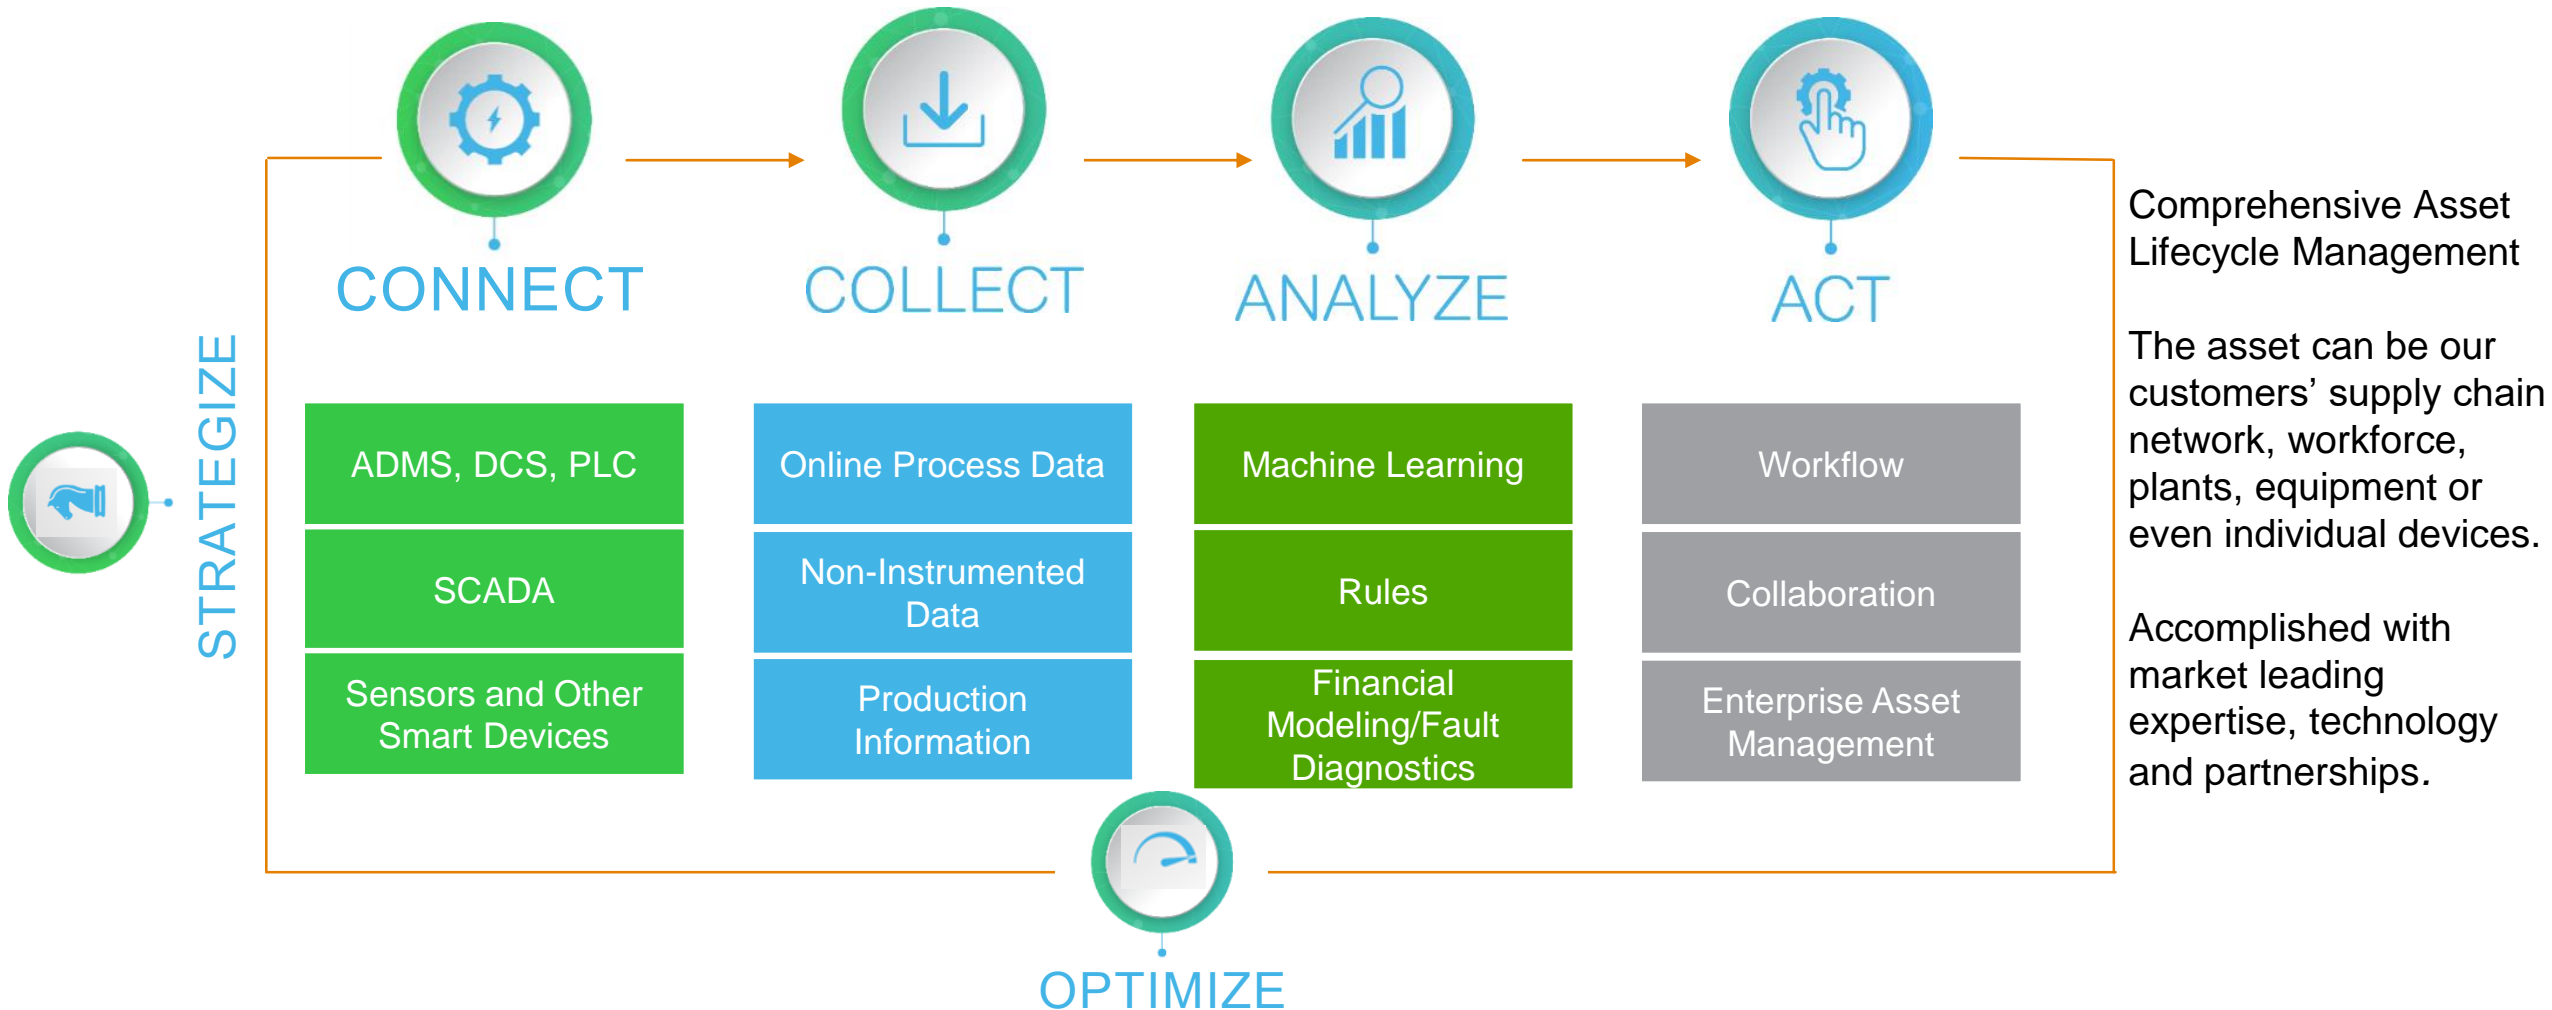 CONNECT
COLLECT
ANALYZE
ACT
STRATEGIZE
ADMS, DCS, PLC
SCADA
Sensors and Other
Smart Devices
Online Process Data
Non-Instrumented
Data
Production
Information
Machine Learning
Rules
Financial
Modeling/Fault
Diagnostics
Workflow
Collaboration
Enterprise Asset
Management
OPTIMIZE
Comprehensive Asset
Lifecycle Management
The asset can be our
customers’ supply chain
network, workforce,
plants, equipment or
even individual devices.
Accomplished with
market leading
expertise, technology
and partnerships.